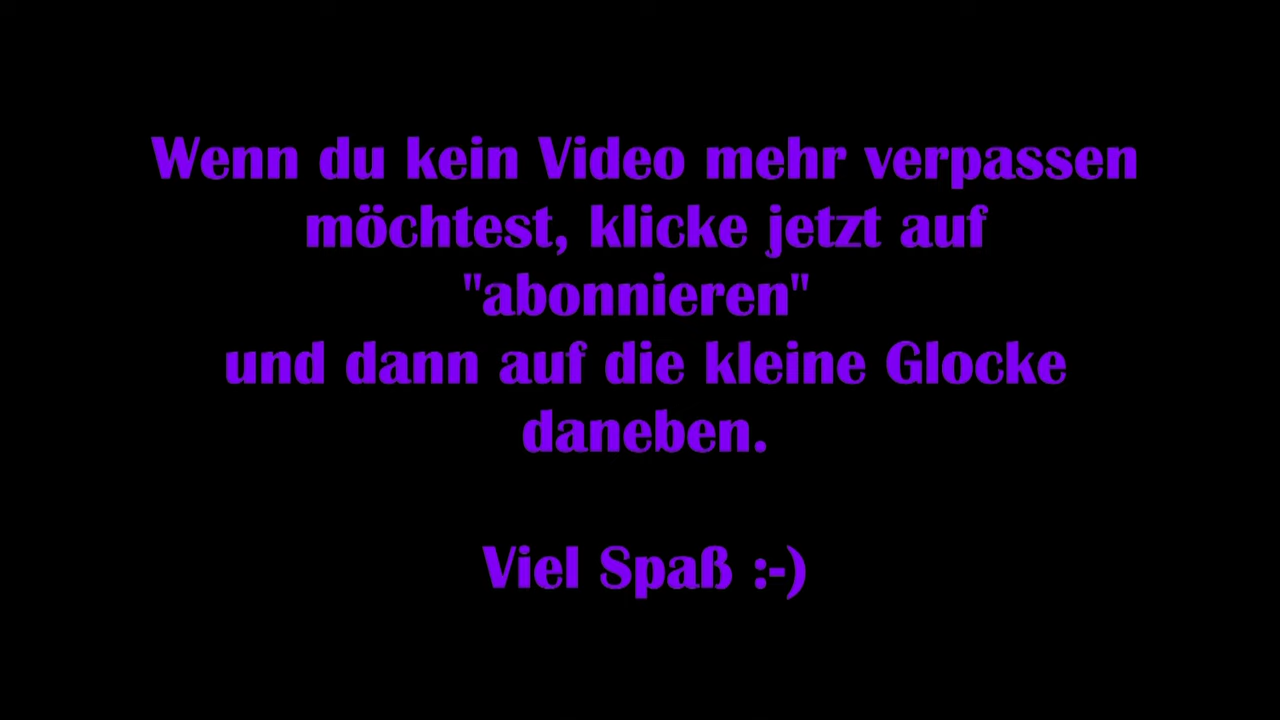 Wenn du kein Video mehr verpassen
möchtest, klicke jetzt auf
"abonnieren"
und dann auf die kleine Glocke
daneben.
Viel Spaß :-)